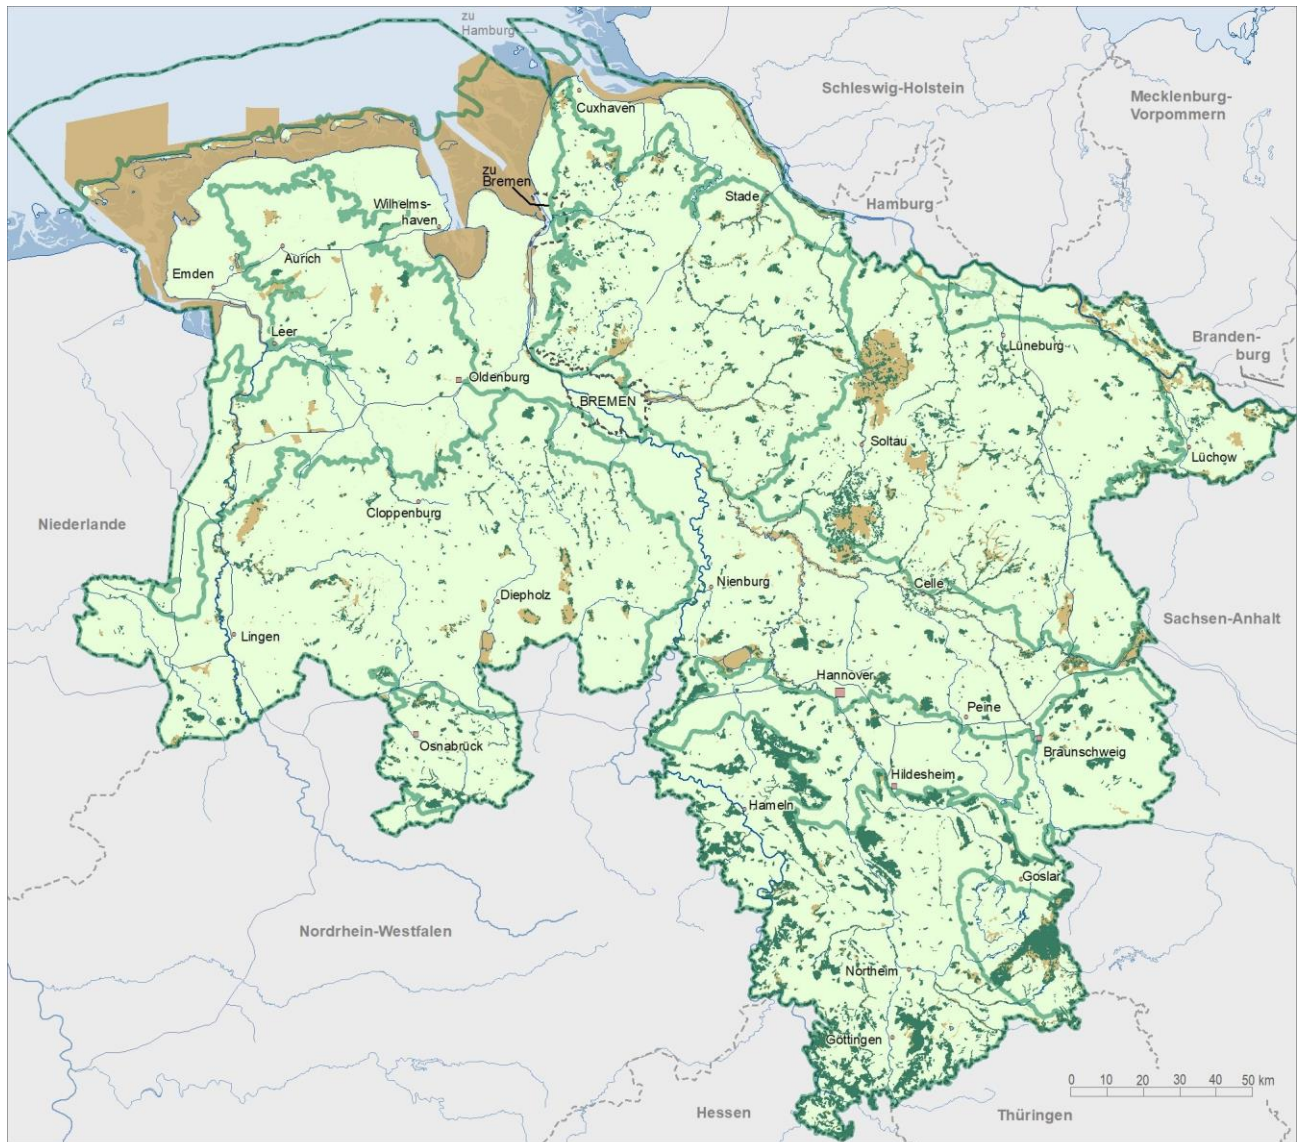 zu
Hamburg
Schleswig-Holstein
Mecklenburg-
Vorpommern
Cuxhaven
zu
Bremen
Stade
Hamburg
Wilhelms-
haven
Aurich
Emden
Leer
Lüneburg
Branden-
burg
Oldenburg
BREMEN
Soltau
Lüchow
Niederlande
Cloppenburg
Nienburg
Celle
Diepholz
Sachsen-Anhalt
Lingen
Hannover
Peine
Osnabrück
Braunschweig
Hildesheim
Hameln
Goslar
Nordrhein-Westfalen
Northeim
Göttingen
0 10 20 30 40 50 km
Hessen
Thüringen